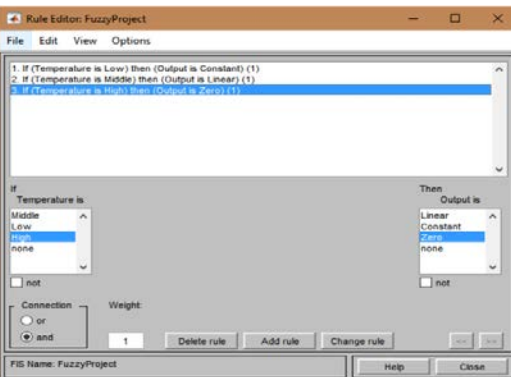 Rule Editor: FuzzyProject
File Edit View Options
1. If (Temperature is Low) then (Output is Constant) (1)
2. If (Temperature is Middle) then (Output is Linear) (1)
3. If (Temperature is High) then (Output is Zero) (1)
If
Temperature is
Middle
Low
High
none
not
Then
Output is
Linear
Constant
Zero
none
not
Connection
or
and
Weight:
1
Delete rule Add rule Change rule << >>
FIS Name: FuzzyProject
Help Close